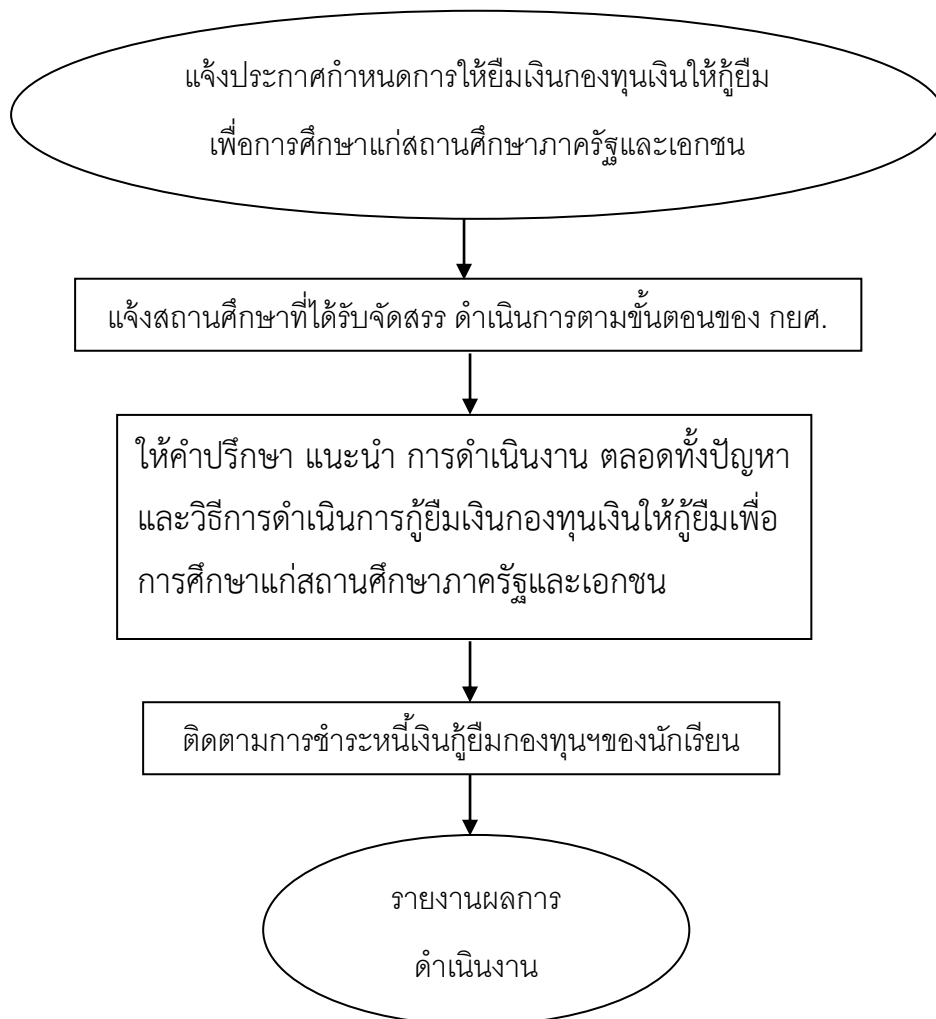 แจ้งประกาศกำหนดการให้ยืมเงินกองทุนเงินให้กู้ยืม
เพื่อการศึกษาแก่สถานศึกษาภาครัฐและเอกชน
แจ้งสถานศึกษาที่ได้รับจัดสรร ดำเนินการตามขั้นตอนของ กยศ.
ให้คำปรึกษา แนะนำ การดำเนินงาน ตลอดทั้งปัญหา
และวิธีการดำเนินการกู้ยืมเงินกองทุนเงินให้กู้ยืมเพื่อ
การศึกษาแก่สถานศึกษาภาครัฐและเอกชน
ติดตามการชำระหนี้เงินกู้ยืมกองทุนฯของนักเรียน
รายงานผลการ
ดำเนินงาน